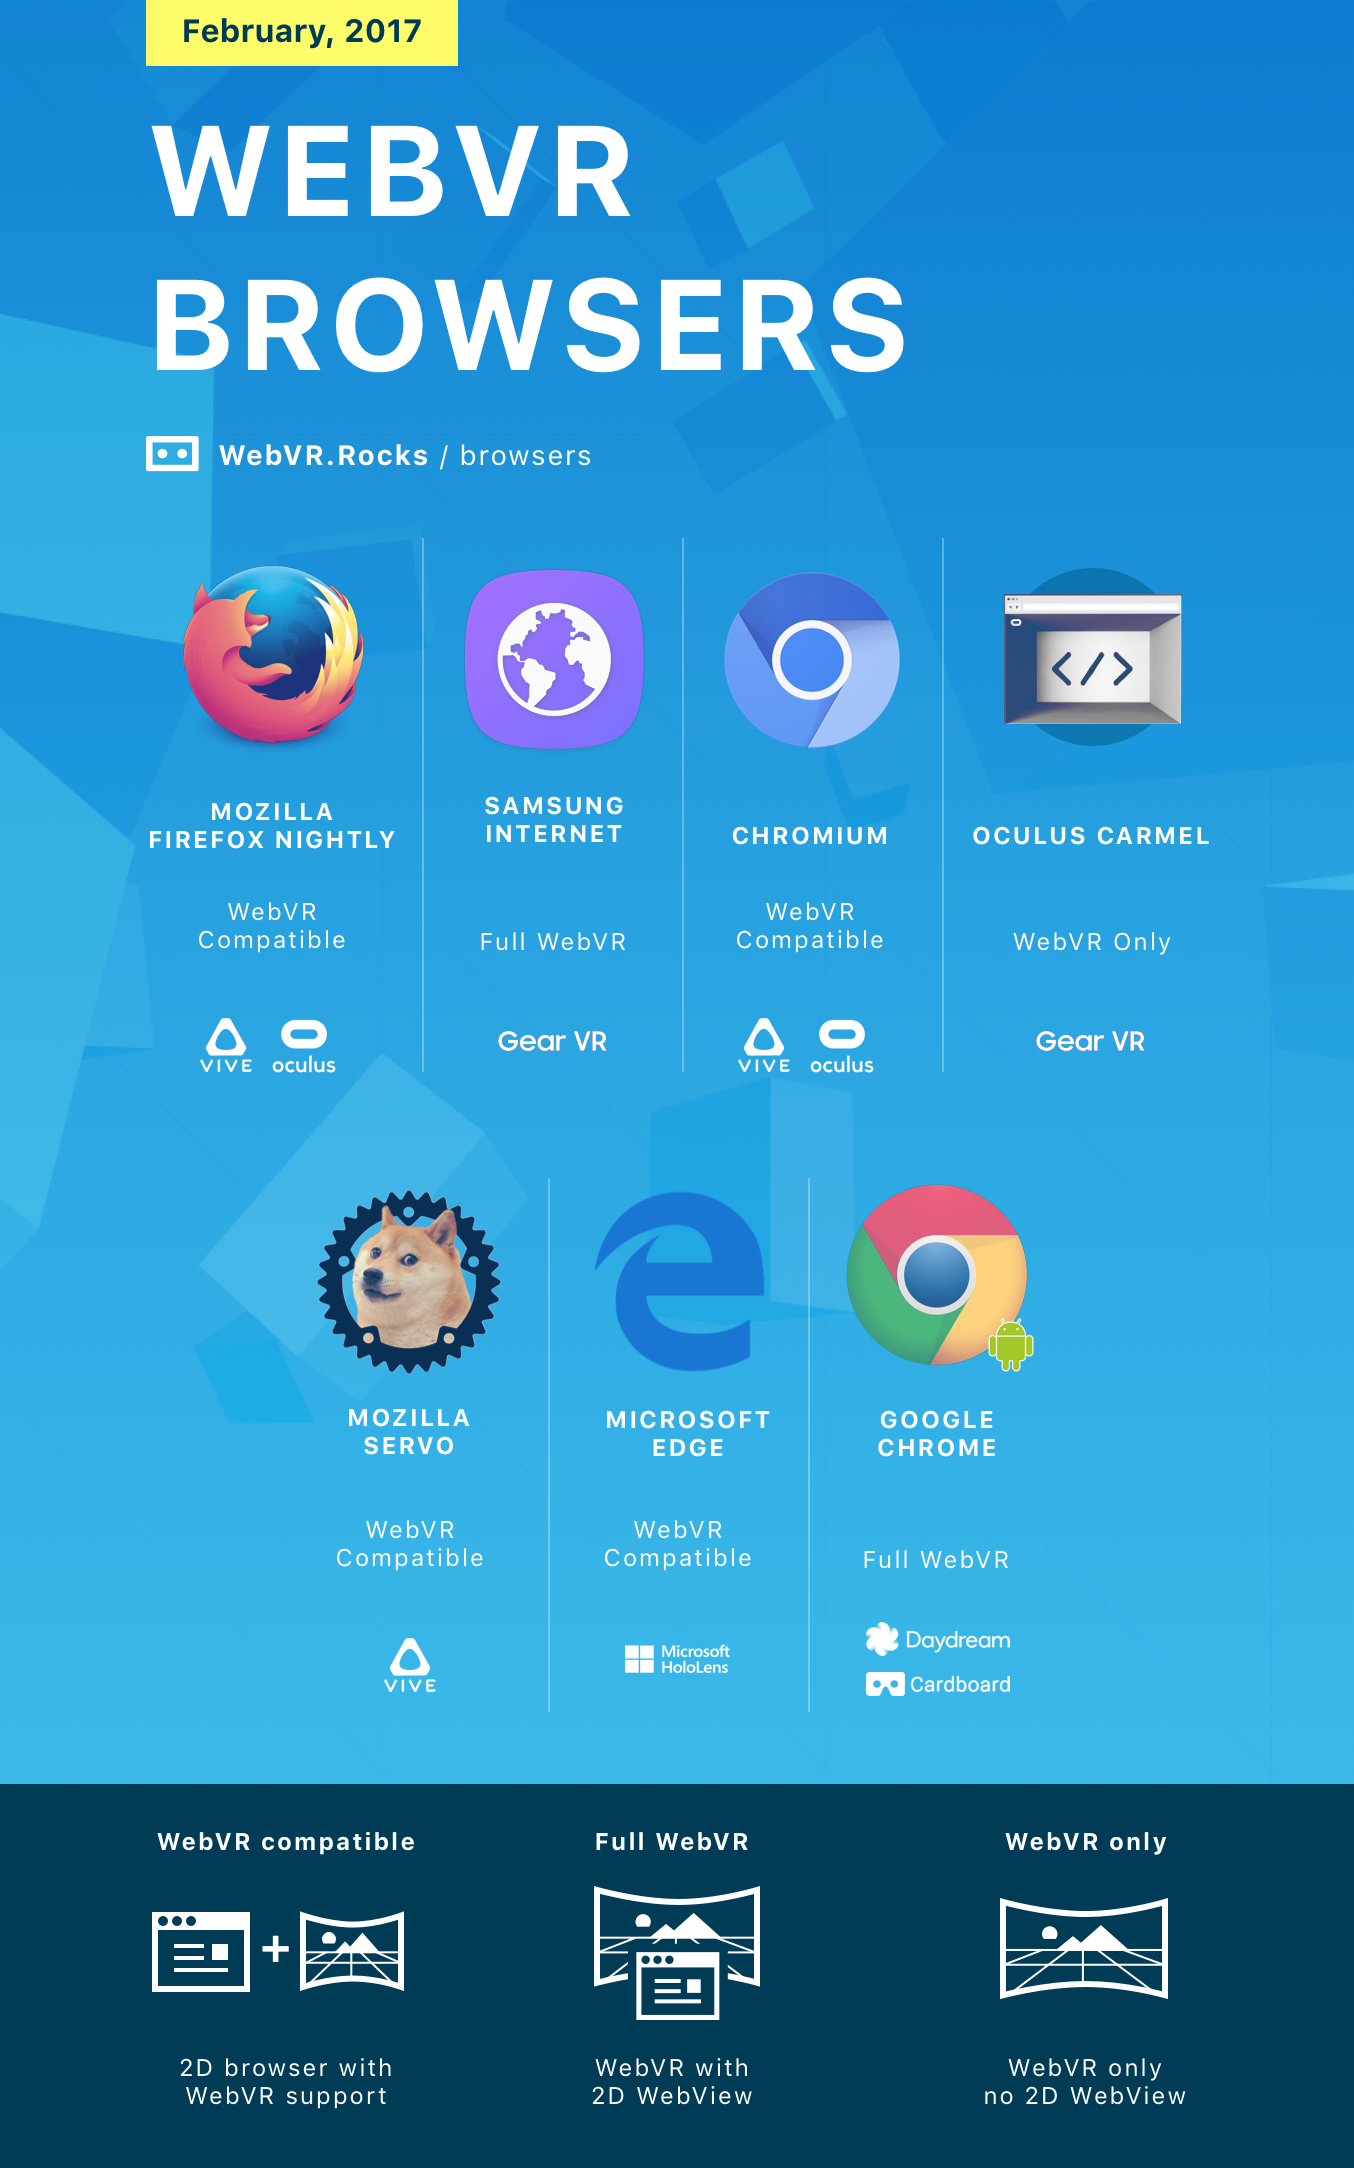 February, 2017
WEBVR
BROWSERS
WebVR.Rocks / browsers
MOZILLA
FIREFOX NIGHTLY
WebVR
Compatible
VIVE oculus
SAMSUNG
INTERNET
Full WebVR
Gear VR
CHROMIUM
WebVR
Compatible
VIVE oculus
</>
OCULUS CARMEL
WebVR Only
Gear VR
MOZILLA
SERVO
WebVR
Compatible
VIVE
MICROSOFT
EDGE
WebVR
Compatible
Microsoft
HoloLens
GOOGLE
CHROME
Full WebVR
Daydream
Cardboard
WebVR compatible
2D browser with
WebVR support
Full WebVR
WebVR with
2D WebView
WebVR only
WebVR only
no 2D WebView